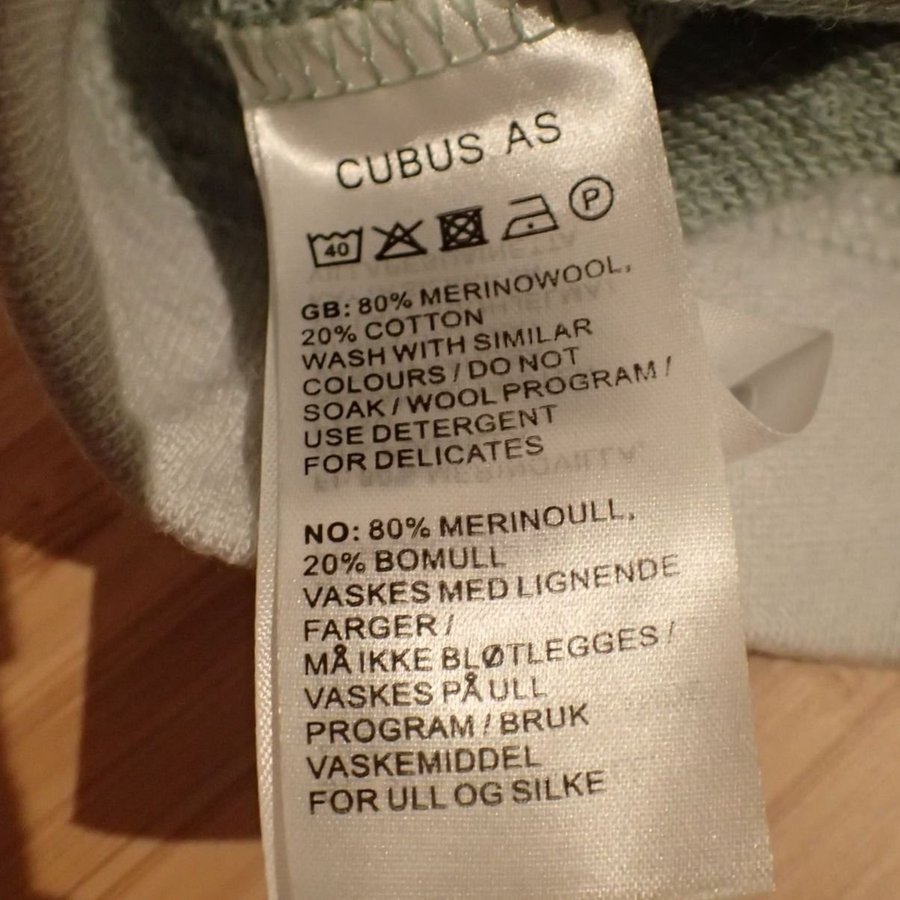 CUBUS AS
40 P
GB: 80% MERINOWOOL,
20% COTTON
WASH WITH SIMILAR
COLOURS / DO NOT
SOAK / WOOL PROGRAM /
USE DETERGENT
FOR DELICATES
NO: 80% MERINOULL,
20% BOMULL
VASKES MED LIGNENDE
FARGER /
MÅ IKKE BLØTLEGGES /
VASKES PÅ ULL
PROGRAM / BRUK
VASKEMIDDEL
FOR ULL OG SILKE